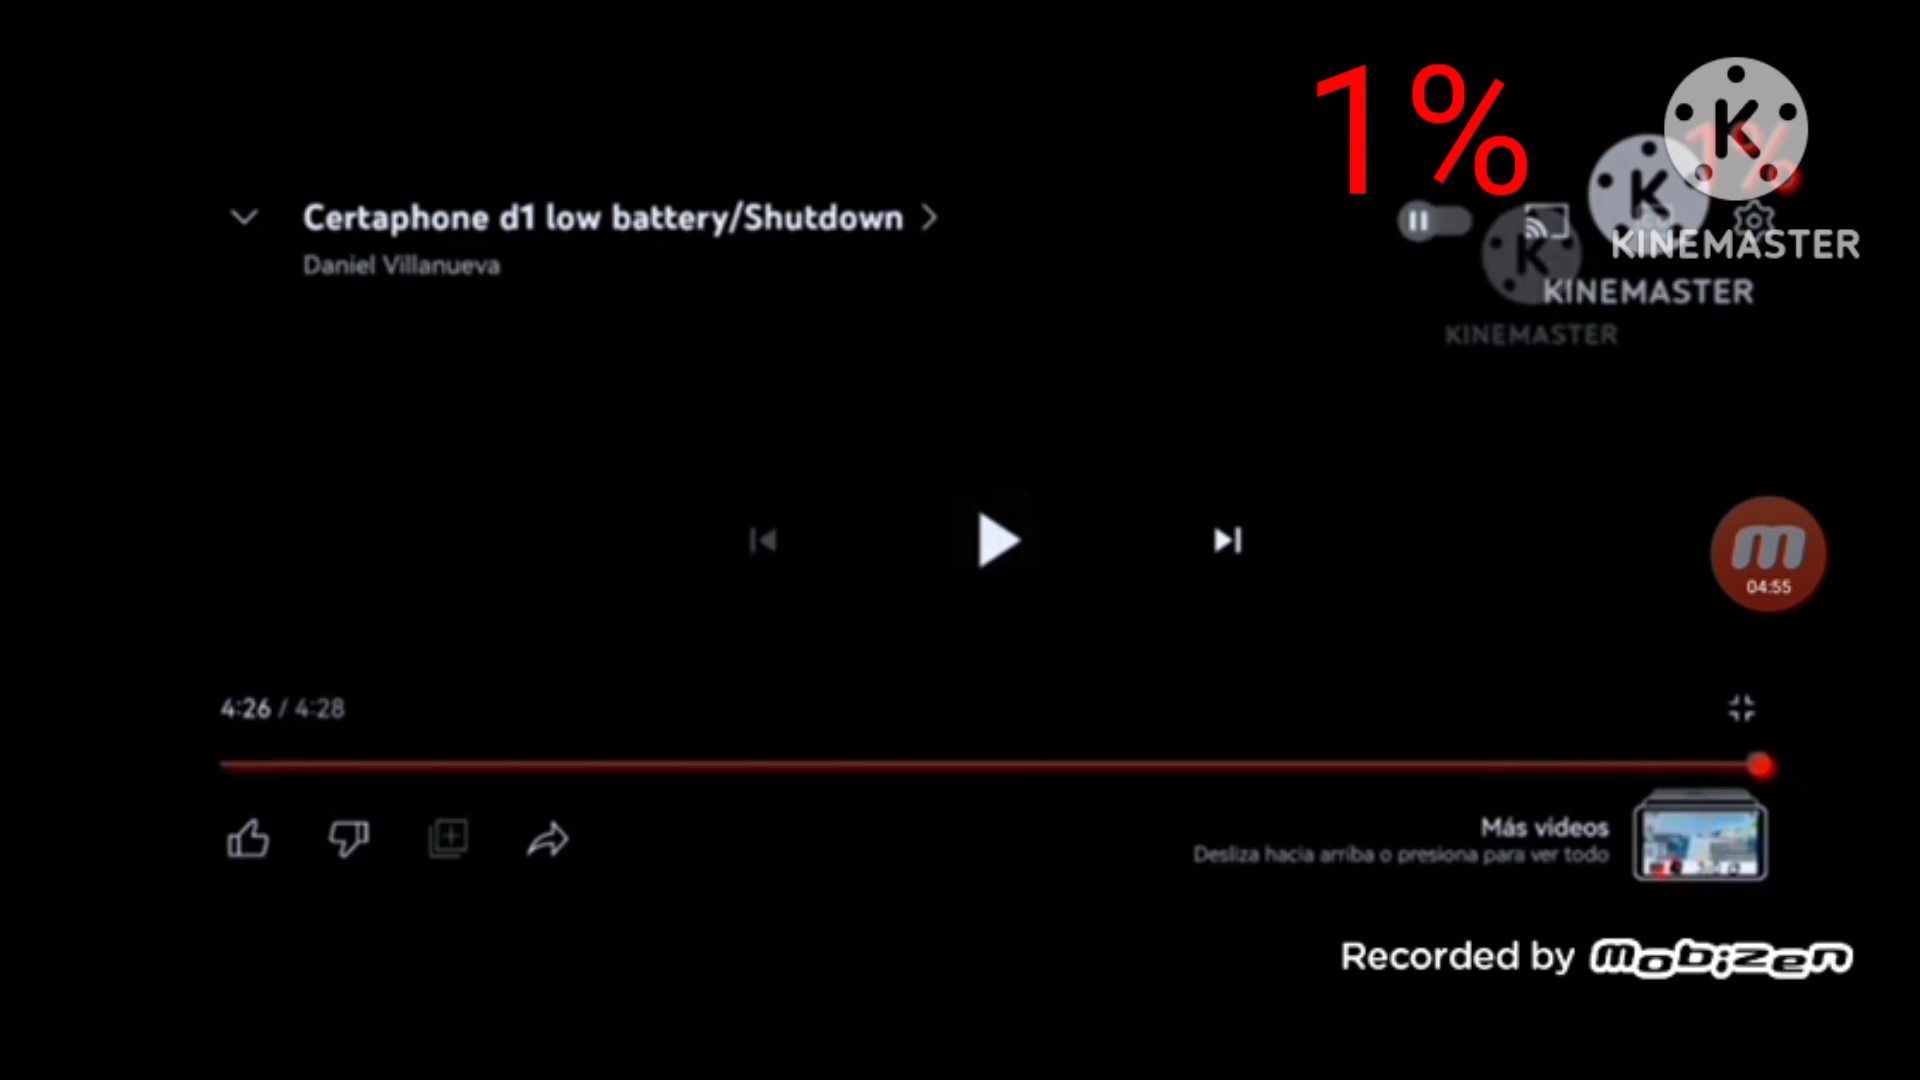 1%
1%
K
K
K
Certaphone d1 low battery/Shutdown
KINEMASTER
Daniel Villanueva
KINEMASTER
KINEMASTER
m
04:55
4:26 / 4:28
Más videos
Desliza hacia arriba o presiona para ver todo
Recorded by mobizen